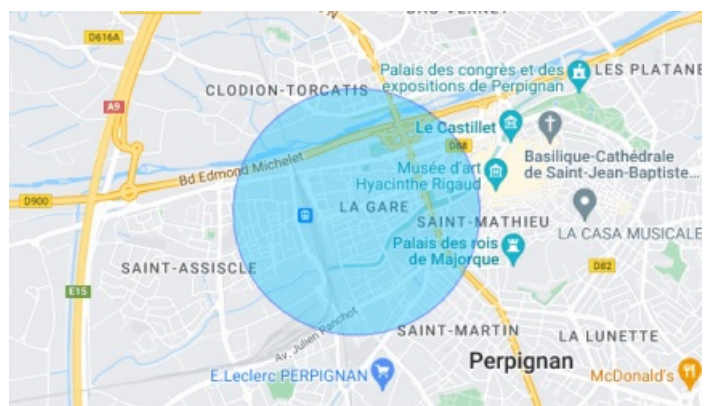 D616A
LES PLATANE
Palais des congrès et des
expositions de Perpignan
CLODION-TORCATIS
A9
Le Castillet
D88
Basilique-Cathédrale
de Saint-Jean-Baptiste...
Bd Edmond Michelet
Musée d'art
Hyacinthe Rigaud
D900
LA GARE
SAINT-MATHIEU
LA CASA MUSICALE
Palais des rois
de Majorque
SAINT-ASSISCLE
D82
E15
Av. Julien Panchot
SAINT-MARTIN
LA LUNETTE
Perpignan
E.Leclerc PERPIGNAN
McDonald's